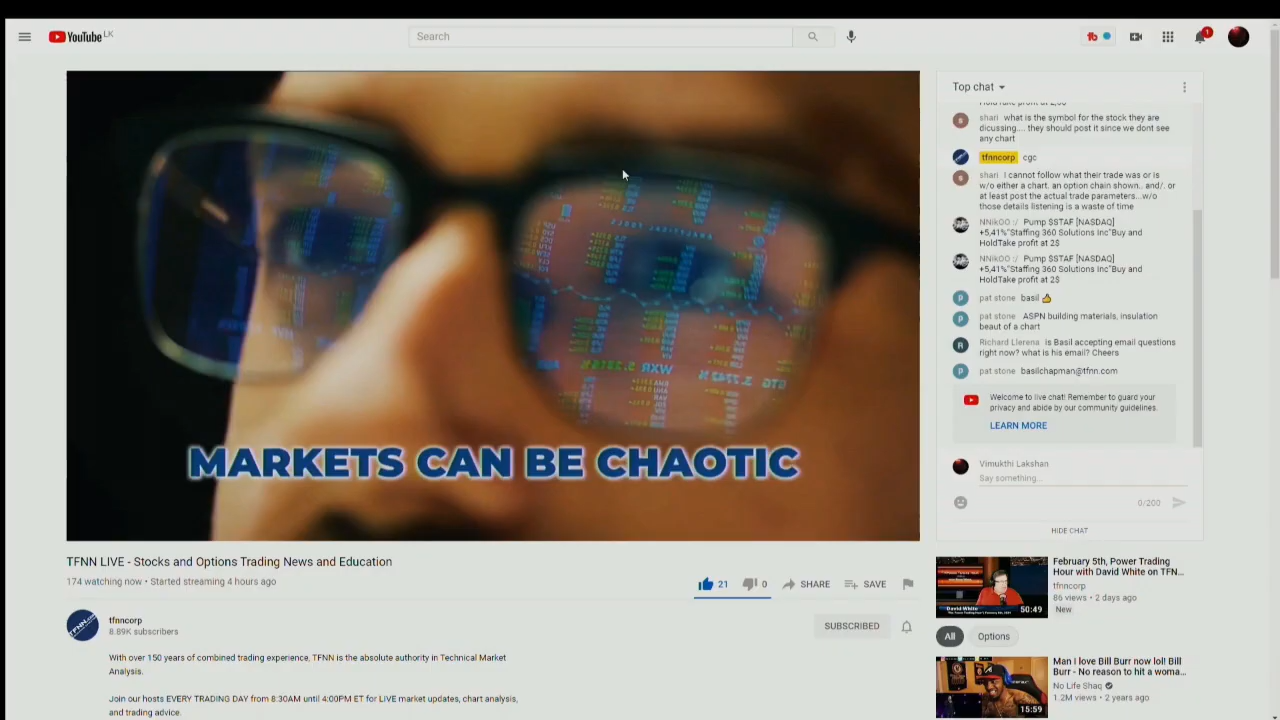 YouTube LK
Search
1
MARKETS CAN BE CHAOTIC
WXR
GTG
TFNN LIVE - Stocks and Options Trading News and Education
174 watching now • Started streaming 4 hours ago
21
0
SHARE
SAVE
TFNN
tfnncorp
8.89K subscribers
SUBSCRIBED
With over 150 years of combined trading experience, TFNN is the absolute authority in Technical Market
Analysis.
Join our hosts EVERY TRADING DAY from 8:30AM until 4:00PM ET for LIVE market updates, chart analysis,
and trading advice.
Top chat
shari what is the symbol for the stock they are
dicussing.... they should post it since we dont see
any chart
tfnncorp cgc
shari I cannot follow what their trade was or is
w/o either a chart. an option chain shown.. and/. or
at least post the actual trade parameters...w/o
those details listening is a waste of time
NNikOO :/ Pump $STAF [NASDAQ]
+5,41%"Staffing 360 Solutions Inc"Buy and
HoldTake profit at 2$
NNikOO :/ Pump $STAF [NASDAQ]
+5,41%"Staffing 360 Solutions Inc"Buy and
HoldTake profit at 2$
pat stone basil 👍
pat stone ASPN building materials, insulation
beaut of a chart
Richard Llerena is Basil accepting email questions
right now? what is his email? Cheers
pat stone basilchapman@tfnn.com
Welcome to live chat! Remember to guard your
privacy and abide by our community guidelines.
LEARN MORE
Vimukthi Lakshan
Say something...
0/200
HIDE CHAT
David White
50:49
February 5th, Power Trading
Hour with David White on TFN...
tfnncorp
86 views • 2 days ago
New
All
Options
15:59
Man I love Bill Burr now lol! Bill
Burr - No reason to hit a woma...
No Life Shaq
1.2M views • 2 years ago